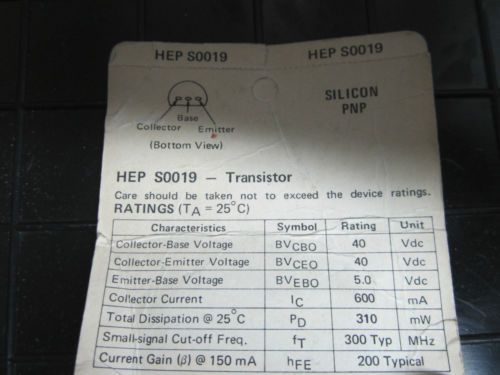 HEP S0019 HEP S0019
SILICON
PNP
Base
Collector Emitter
(Bottom View)
HEP S0019 – Transistor
Care should be taken not to exceed the device ratings.
RATINGS (TA = 25°C)
Characteristics Symbol Rating Unit
Collector-Base Voltage BVCBO 40 Vdc
Collector-Emitter Voltage BVCEO 40 Vdc
Emitter-Base Voltage BVEBO 5.0 Vdc
Collector Current IC 600 mA
Total Dissipation @ 25°C PD 310 mW
Small-signal Cut-off Freq. fT 300 Typ MHz
Current Gain (β) @ 150 mA hFE 200 Typical